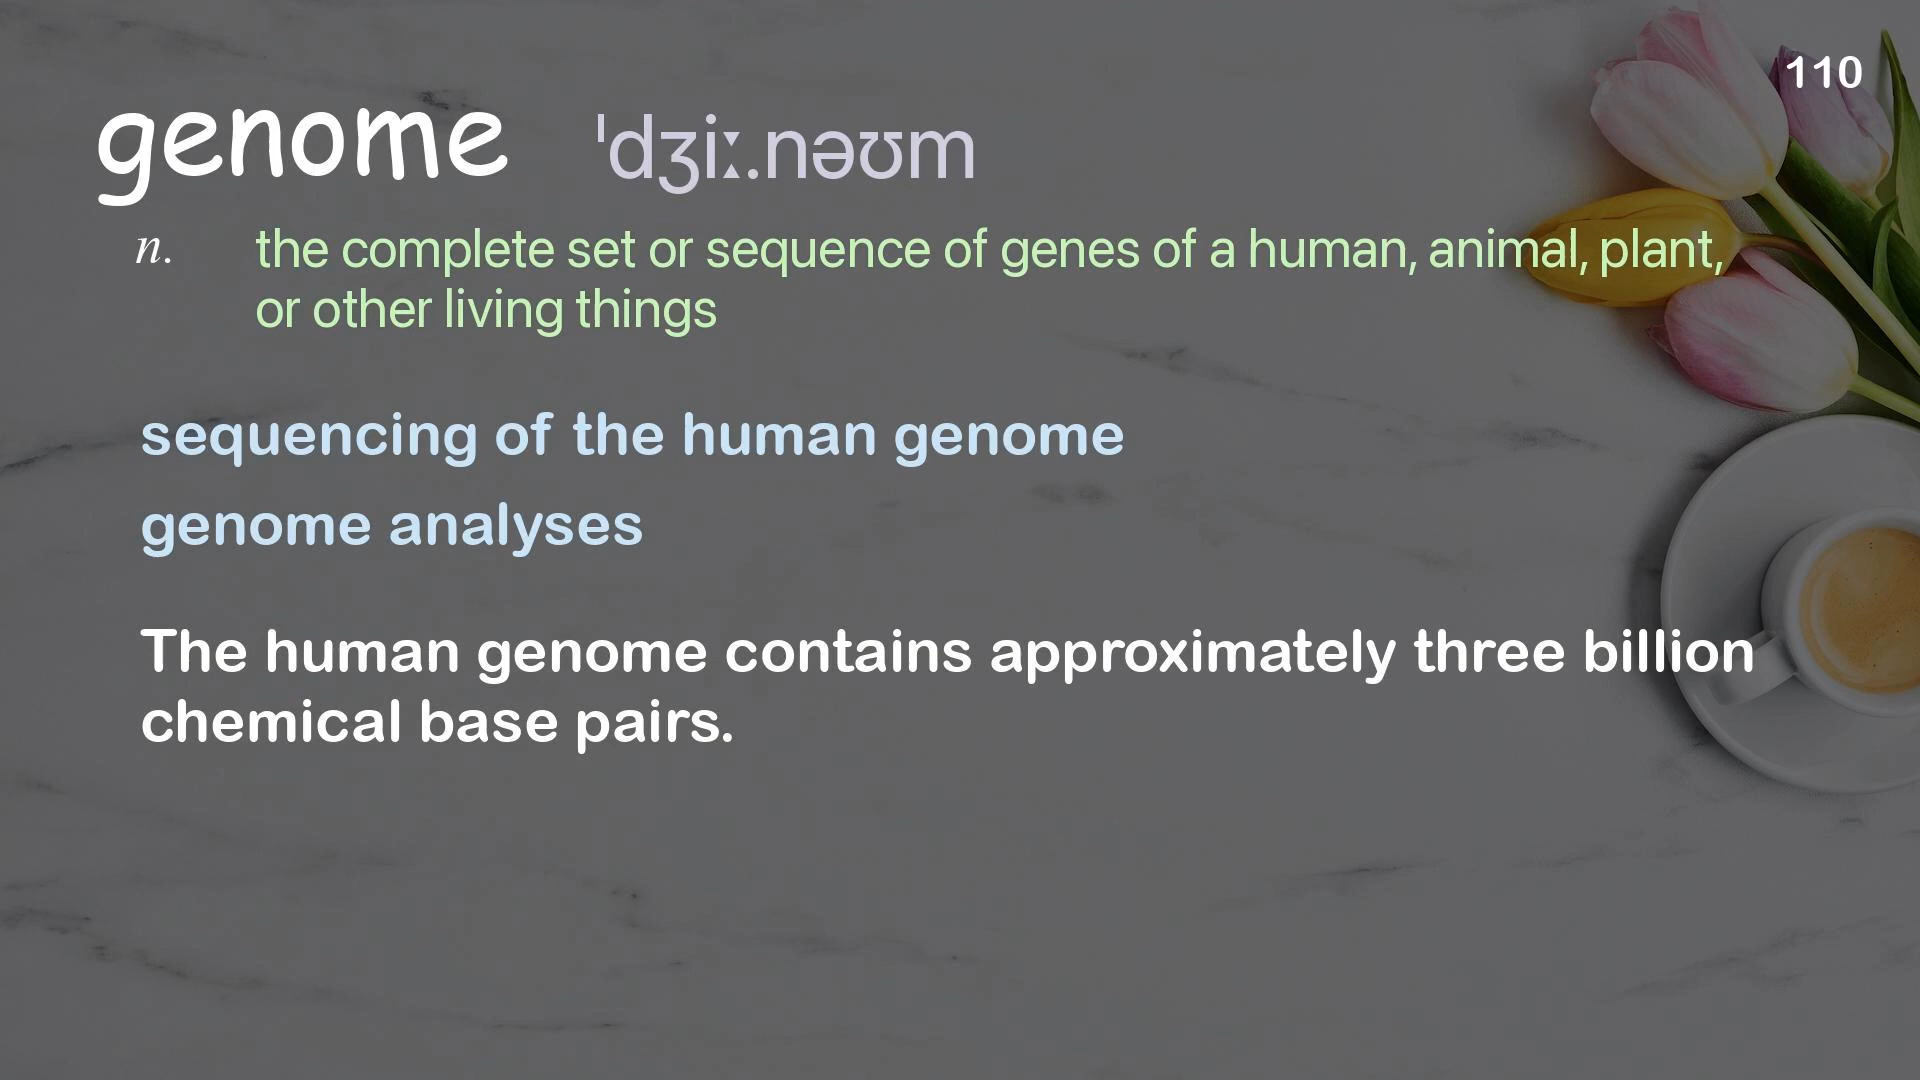 110
genome ˈdʒiː.nəʊm
n. the complete set or sequence of genes of a human, animal, plant,
or other living things
sequencing of the human genome
genome analyses
The human genome contains approximately three billion
chemical base pairs.